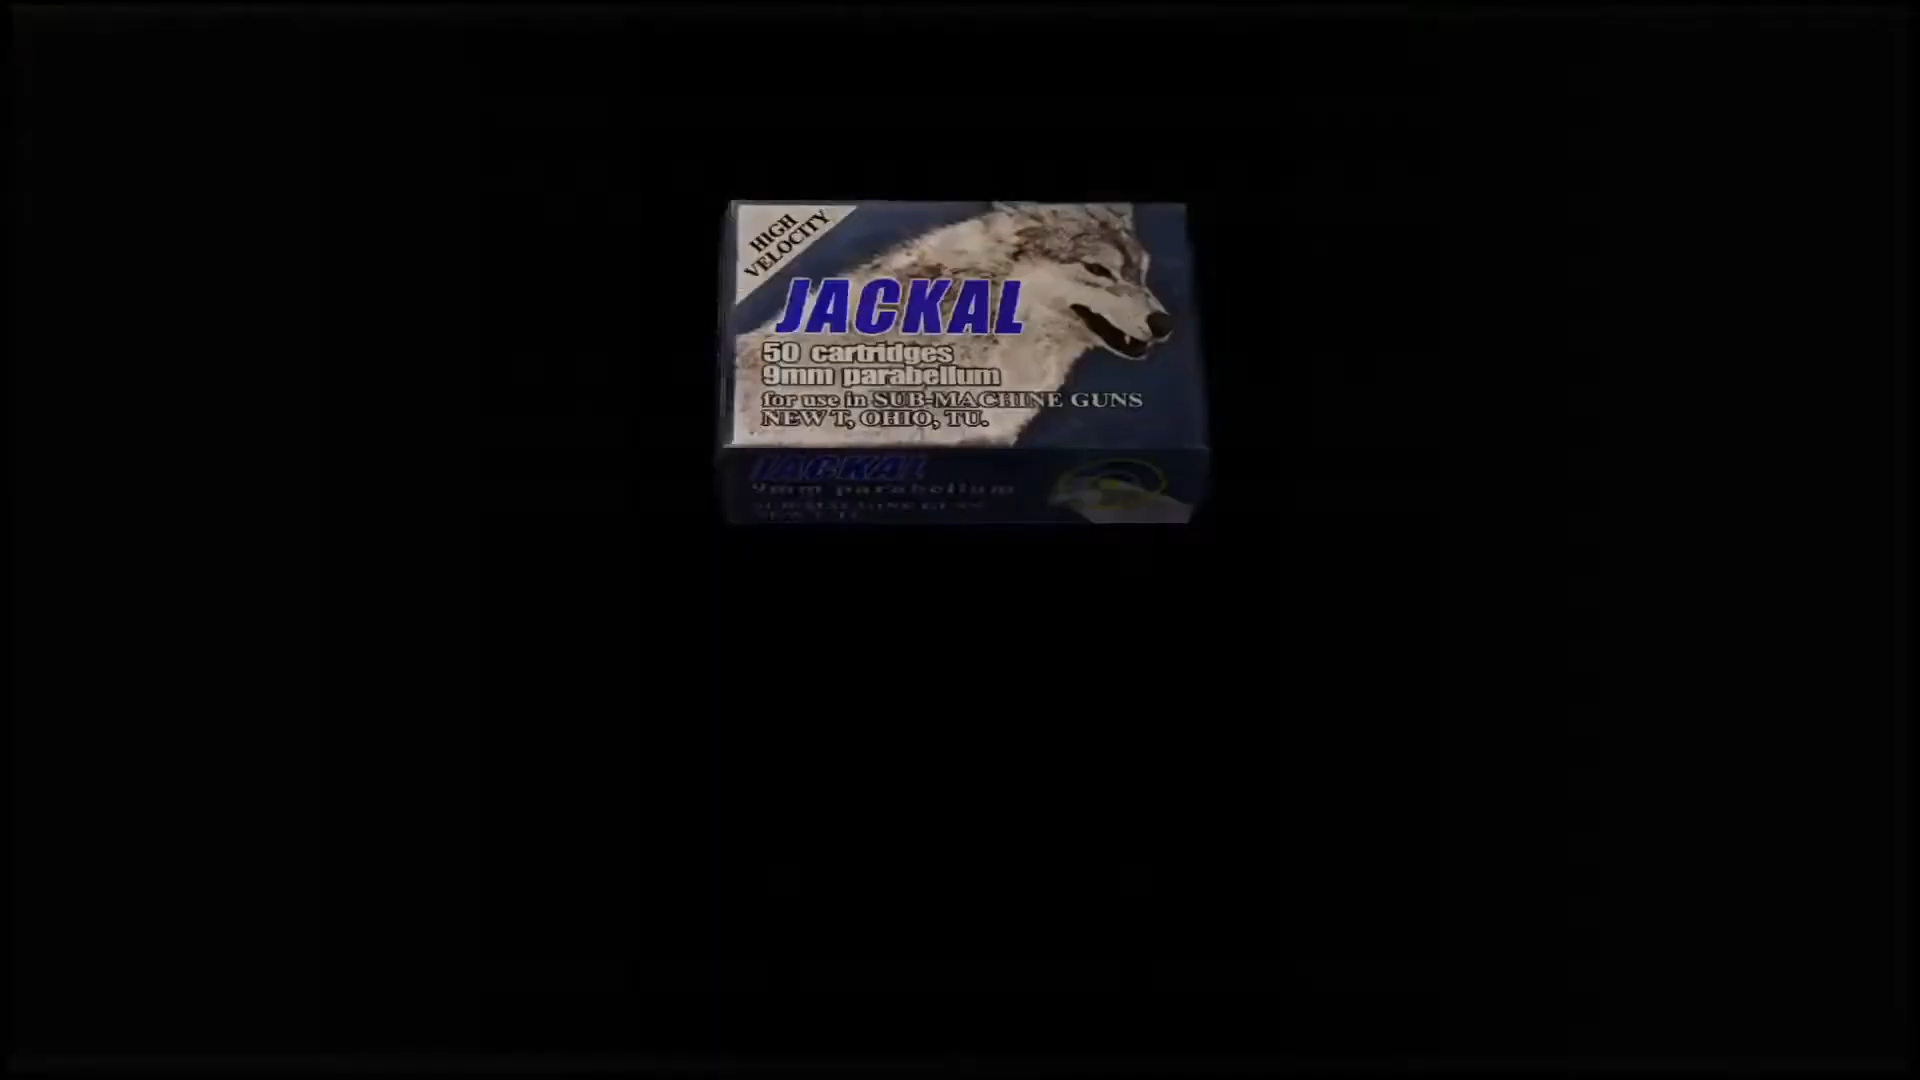 HIGH
VELOCITY
JACKAL
50 cartridges
9mm parabellum
for use in SUB-MACHINE GUNS
NEW T, OHIO, TU.
JACKAL
9mm parabellum